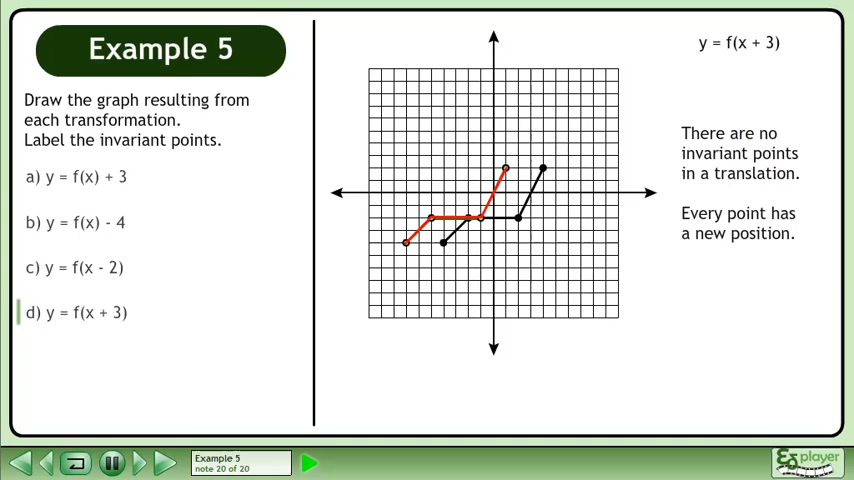 Example 5
Draw the graph resulting from
each transformation.
Label the invariant points.
a) y = f(x) + 3
b) y = f(x) - 4
c) y = f(x - 2)
d) y = f(x + 3)
y = f(x + 3)
There are no
invariant points
in a translation.
Every point has
a new position.
Example 5
note 20 of 20
player